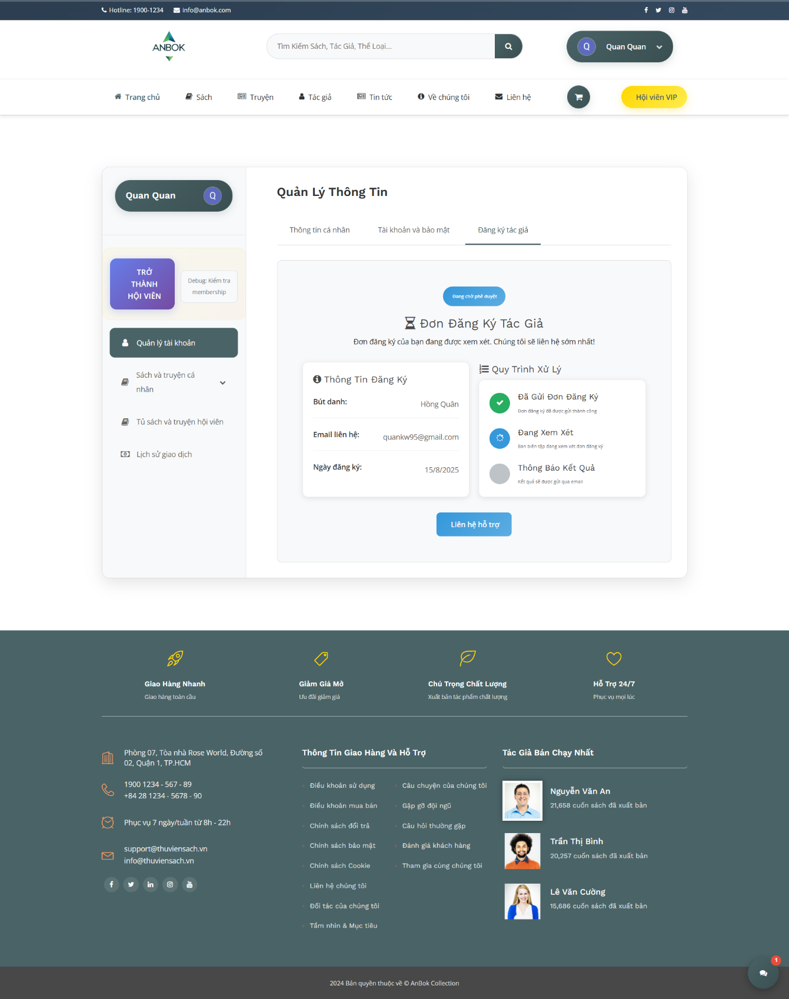 Hotline: 1900-1234 info@anbok.com
ANBOK
Tìm Kiếm Sách, Tác Giả, Thể Loại...
Q Quan Quan
Trang chủ Sách Truyện Tác giả Tin tức Về chúng tôi Liên hệ Hội viên VIP
Quan Quan Q
TRỞ
THÀNH
HỘI VIÊN
Debug: Kiểm tra
membership
Quản lý tài khoản
Sách và truyện cá
nhân
Tủ sách và truyện hội viên
Lịch sử giao dịch
Quản Lý Thông Tin
Thông tin cá nhân Tài khoản và bảo mật Đăng ký tác giả
Đang chờ phê duyệt
Đơn Đăng Ký Tác Giả
Đơn đăng ký của bạn đang được xem xét. Chúng tôi sẽ liên hệ sớm nhất!
Thông Tin Đăng Ký
Bút danh: Hồng Quân
Email liên hệ: quankw95@gmail.com
Ngày đăng ký: 15/8/2025
Quy Trình Xử Lý
Đã Gửi Đơn Đăng Ký
Đơn đăng ký đã được gửi thành công
Đang Xem Xét
Ban biên tập đang xem xét đơn đăng ký
Thông Báo Kết Quả
Kết quả sẽ được gửi qua email
Liên hệ hỗ trợ
Giao Hàng Nhanh
Giao hàng toàn cầu
Giảm Giá Mở
Ưu đãi giảm giá
Chú Trọng Chất Lượng
Xuất bản tác phẩm chất lượng
Hỗ Trợ 24/7
Phục vụ mọi lúc
Phòng 07, Tòa nhà Rose World, Đường số
02, Quận 1, TP.HCM
1900 1234 - 567 - 89
+84 28 1234 - 5678 - 90
Phục vụ 7 ngày/tuần từ 8h - 22h
support@thuviensach.vn
info@thuviensach.vn
Thông Tin Giao Hàng Và Hỗ Trợ
Điều khoản sử dụng
Điều khoản mua bán
Chính sách đổi trả
Chính sách bảo mật
Chính sách Cookie
Liên hệ chúng tôi
Đối tác của chúng tôi
Tầm nhìn & Mục tiêu
Câu chuyện của chúng tôi
Gặp gỡ đội ngũ
Câu hỏi thường gặp
Đánh giá khách hàng
Tham gia cùng chúng tôi
Tác Giả Bán Chạy Nhất
Nguyễn Văn An
21,658 cuốn sách đã xuất bản
Trần Thị Bình
20,257 cuốn sách đã xuất bản
Lê Văn Cường
15,686 cuốn sách đã xuất bản
1
2024 Bản quyền thuộc về © AnBok Collection